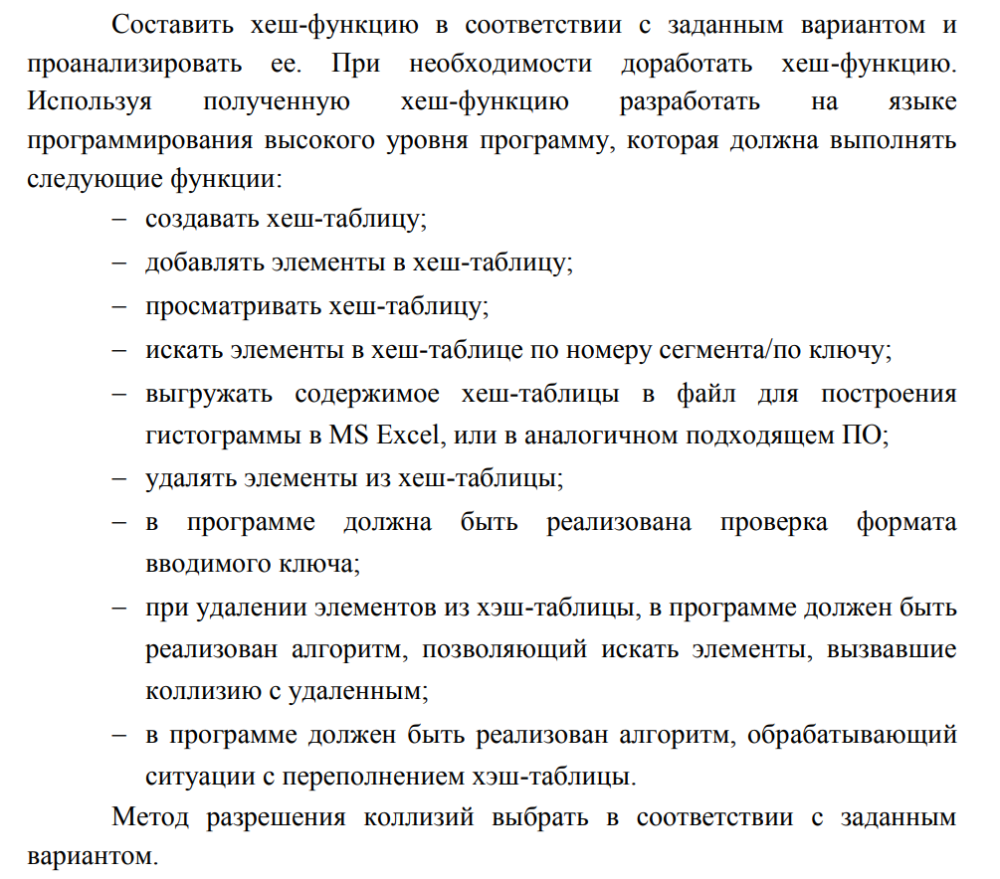 Составить хеш-функцию в соответствии с заданным вариантом и
проанализировать ее. При необходимости доработать хеш-функцию.
Используя полученную хеш-функцию разработать на языке
программирования высокого уровня программу, которая должна выполнять
следующие функции:
− создавать хеш-таблицу;
− добавлять элементы в хеш-таблицу;
− просматривать хеш-таблицу;
− искать элементы в хеш-таблице по номеру сегмента/по ключу;
− выгружать содержимое хеш-таблицы в файл для построения
гистограммы в MS Excel, или в аналогичном подходящем ПО;
− удалять элементы из хеш-таблицы;
− в программе должна быть реализована проверка формата
вводимого ключа;
− при удалении элементов из хэш-таблицы, в программе должен быть
реализован алгоритм, позволяющий искать элементы, вызвавшие
коллизию с удаленным;
− в программе должен быть реализован алгоритм, обрабатывающий
ситуации с переполнением хэш-таблицы.
Метод разрешения коллизий выбрать в соответствии с заданным
вариантом.